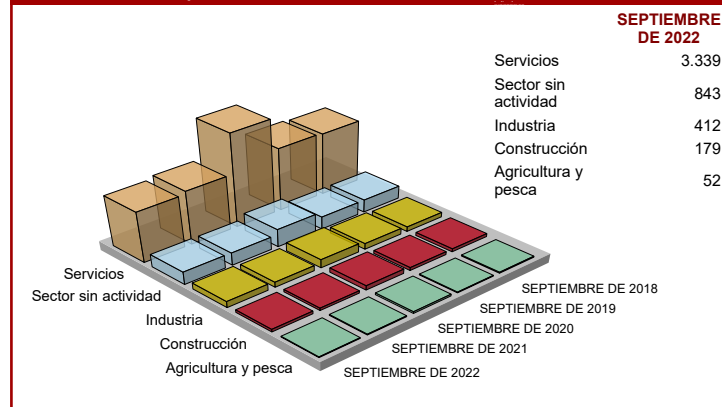 SEPTIEMBRE
DE 2022
Servicios 3.339
Sector sin
actividad 843
Industria 412
Construcción 179
Agricultura y
pesca 52
Servicios
Sector sin actividad
Industria
Construcción
Agricultura y pesca
SEPTIEMBRE DE 2018
SEPTIEMBRE DE 2019
SEPTIEMBRE DE 2020
SEPTIEMBRE DE 2021
SEPTIEMBRE DE 2022